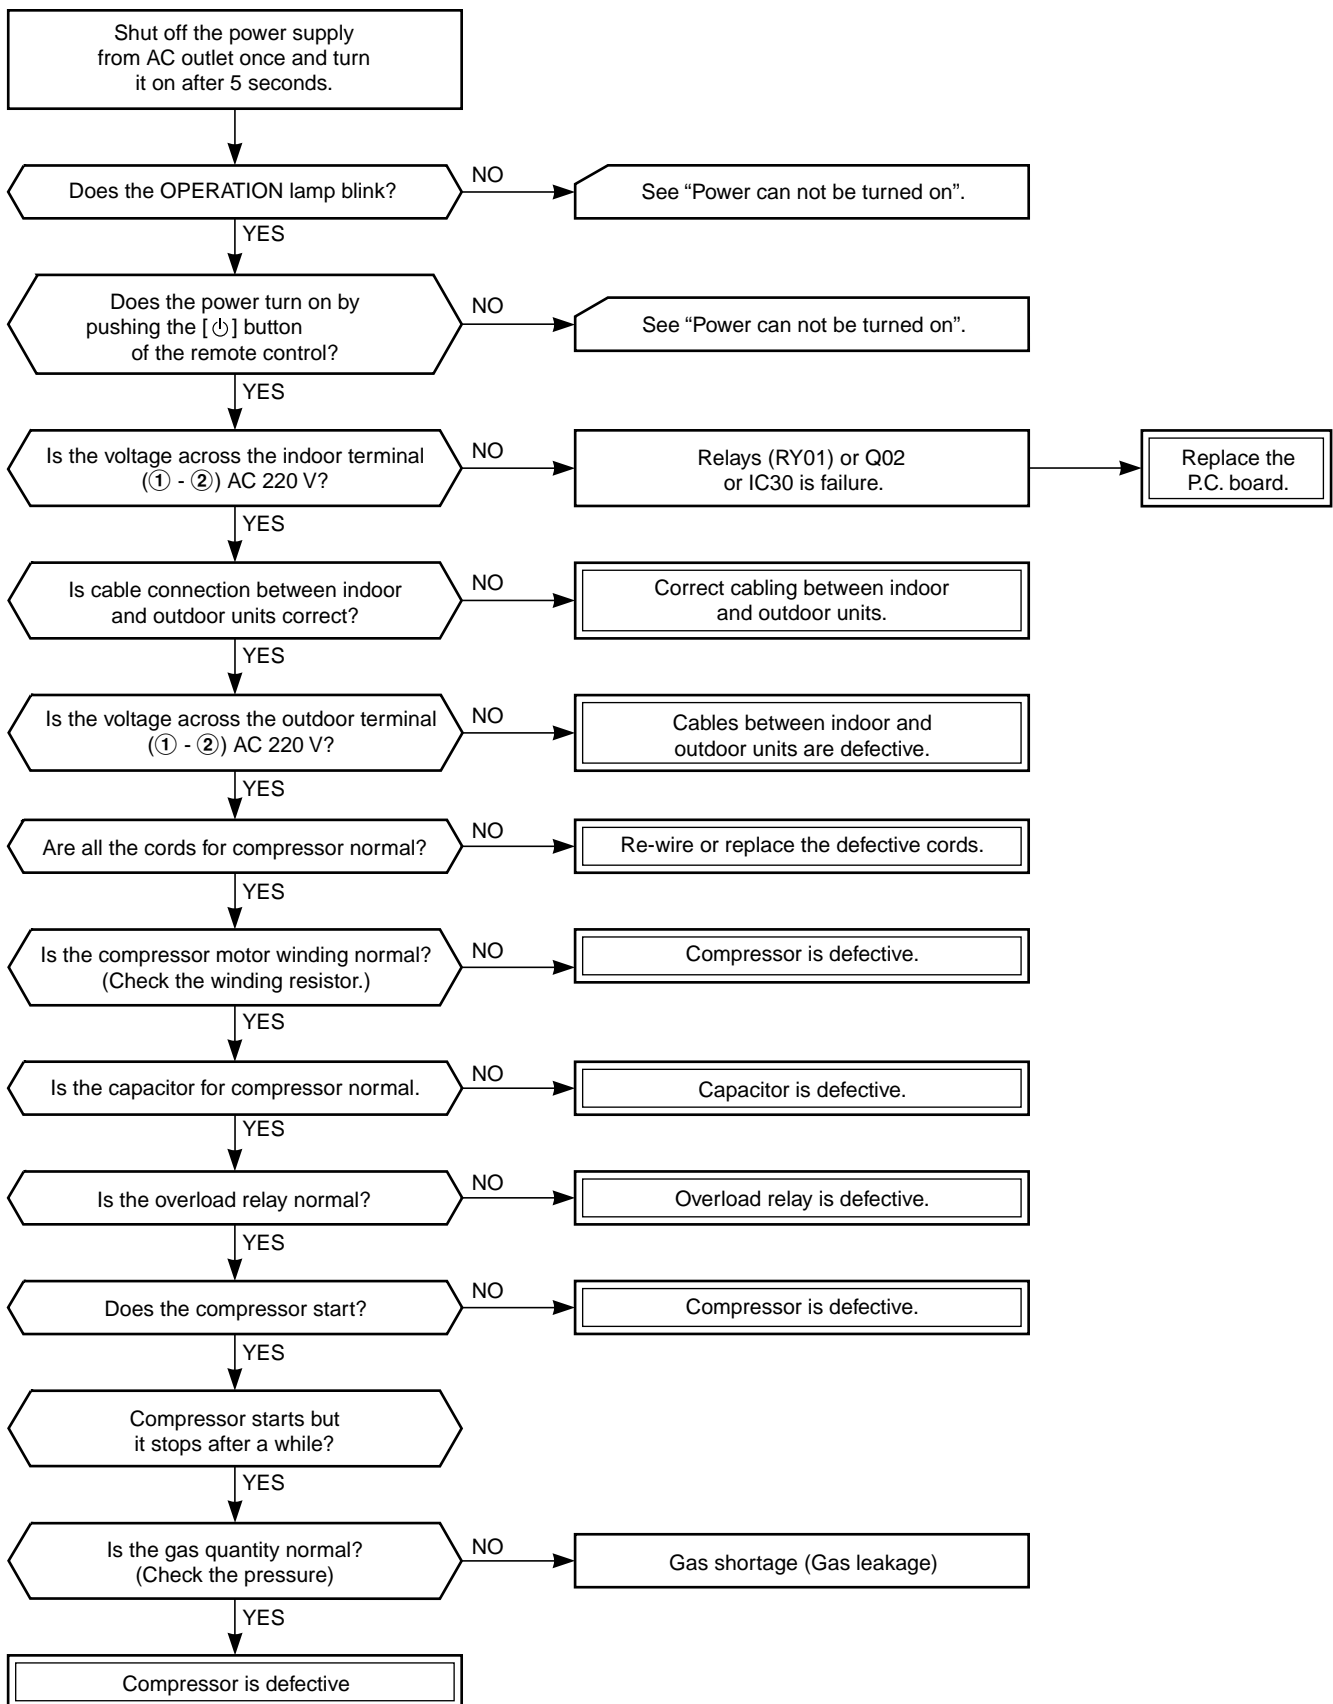 Shut off the power supply
from AC outlet once and turn
it on after 5 seconds.
Does the OPERATION lamp blink?
NO
See “Power can not be turned on”.
YES
Does the power turn on by
pushing the [⏻] button
of the remote control?
NO
See “Power can not be turned on”.
YES
Is the voltage across the indoor terminal
(① - ②) AC 220 V?
NO
Relays (RY01) or Q02
or IC30 is failure.
Replace the
P.C. board.
YES
Is cable connection between indoor
and outdoor units correct?
NO
Correct cabling between indoor
and outdoor units.
YES
Is the voltage across the outdoor terminal
(① - ②) AC 220 V?
NO
Cables between indoor and
outdoor units are defective.
YES
Are all the cords for compressor normal?
NO
Re-wire or replace the defective cords.
YES
Is the compressor motor winding normal?
(Check the winding resistor.)
NO
Compressor is defective.
YES
Is the capacitor for compressor normal.
NO
Capacitor is defective.
YES
Is the overload relay normal?
NO
Overload relay is defective.
YES
Does the compressor start?
NO
Compressor is defective.
YES
Compressor starts but
it stops after a while?
YES
Is the gas quantity normal?
(Check the pressure)
NO
Gas shortage (Gas leakage)
YES
Compressor is defective